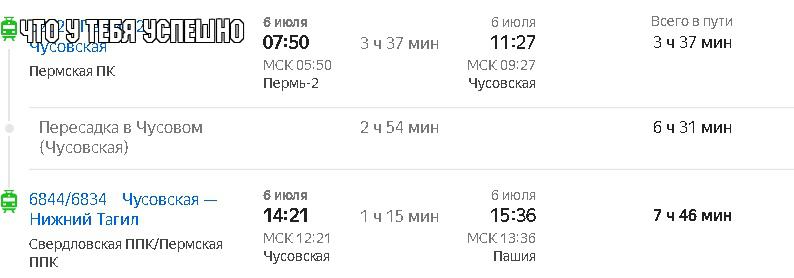 6 июля
6 июля
Всего в пути
ЧТО У ТЕБЯ УСПЕШНО
Чусовская
07:50
3 ч 37 мин
11:27
3 ч 37 мин
Пермская ПК
МСК 05:50
МСК 09:27
Пермь-2
Чусовская
Пересадка в Чусовом
(Чусовская)
2 ч 54 мин
6 ч 31 мин
6844/6834 Чусовская —
Нижний Тагил
6 июля
6 июля
14:21
1 ч 15 мин
15:36
7 ч 46 мин
Свердловская ППК/Пермская
ППК
МСК 12:21
МСК 13:36
Чусовская
Пашия